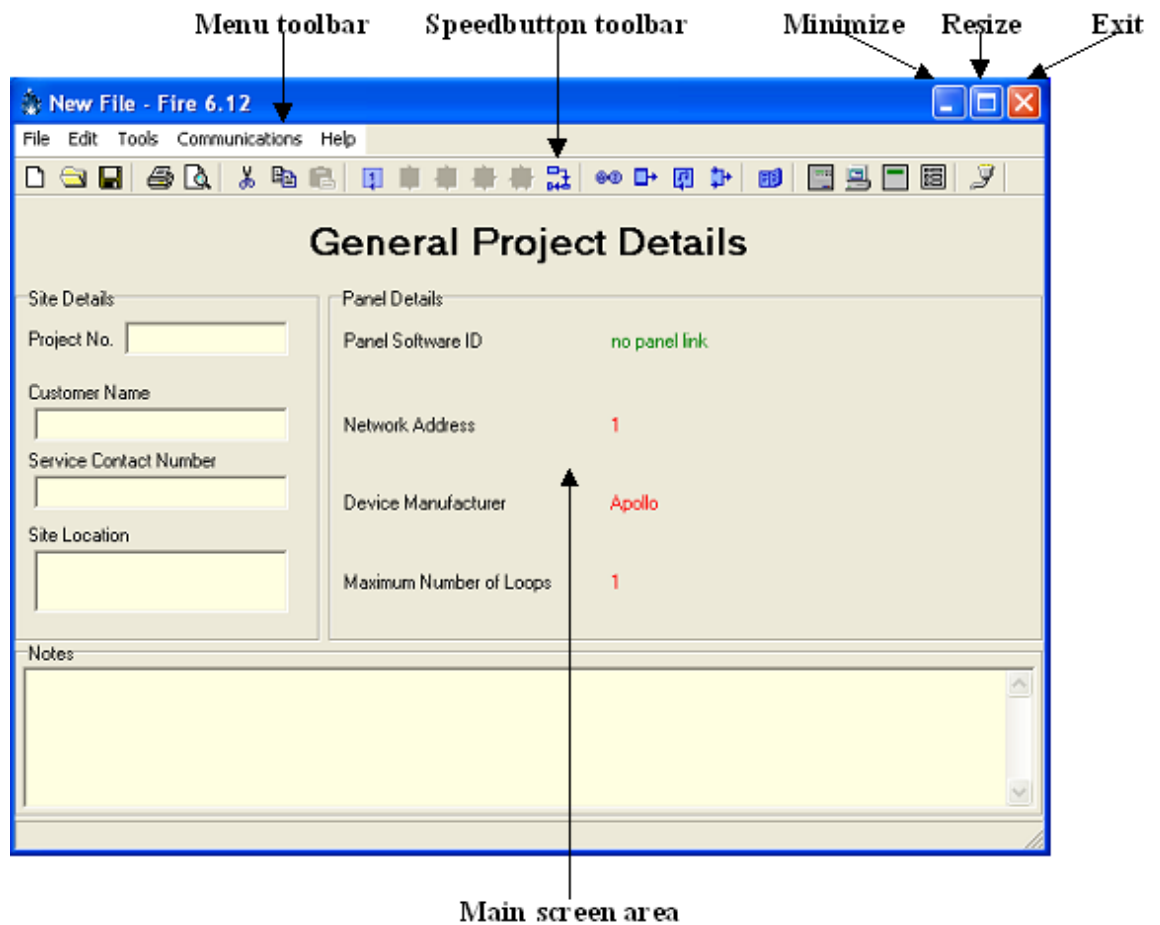 Menu toolbar Speedbutton toolbar Minimize Resize Exit
New File - Fire 6.12
File Edit Tools Communications Help
General Project Details
Site Details
Project No.
Customer Name
Service Contact Number
Site Location
Panel Details
Panel Software ID no panel link
Network Address 1
Device Manufacturer Apollo
Maximum Number of Loops 1
Notes
Main screen area